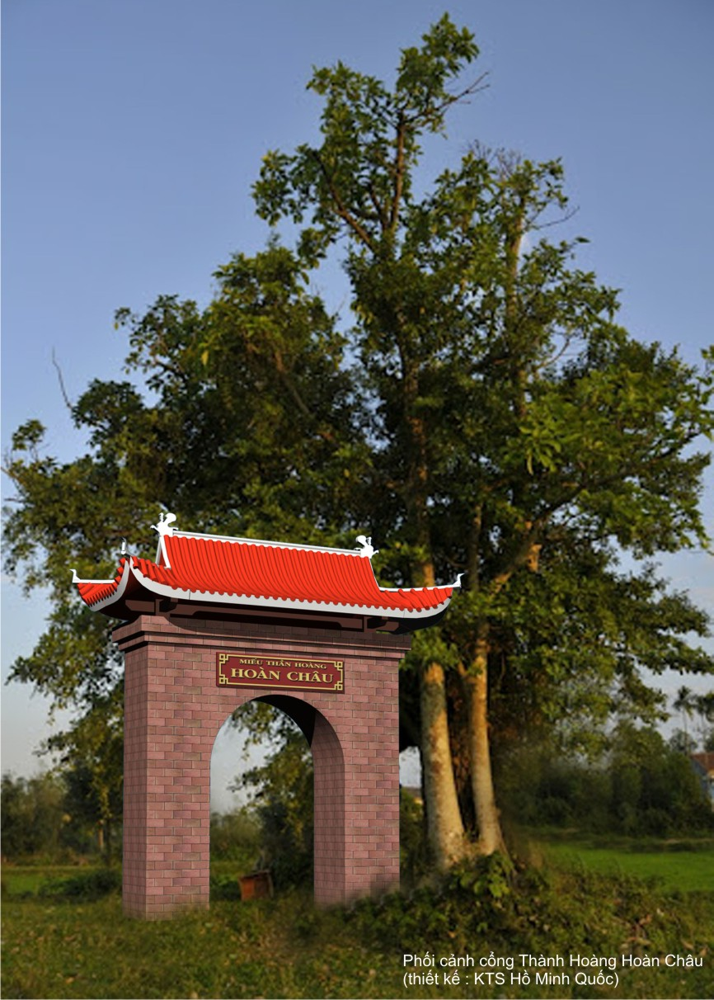 MIẾU THẦN HOÀNG
HOÀN CHÂU
Phối cảnh cổng Thành Hoàng Hoàn Châu
(thiết kế : KTS Hồ Minh Quốc)